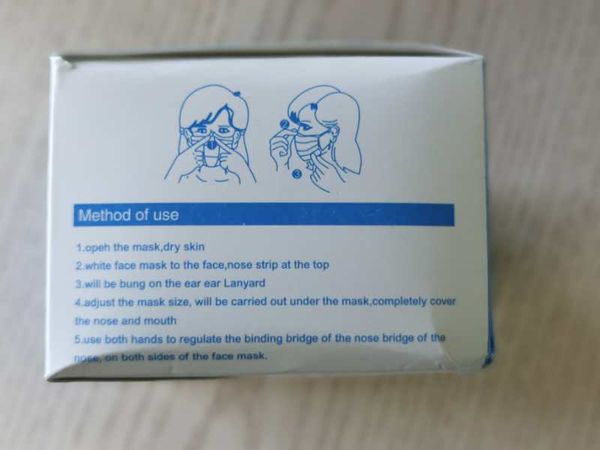 Method of use
1.opeh the mask,dry skin
2.white face mask to the face,nose strip at the top
3.will be bung on the ear ear Lanyard
4.adjust the mask size, will be carried out under the mask,completely cover
the nose and mouth
5.use both hands to regulate the binding bridge of the nose bridge of the
nose, on both sides of the face mask.